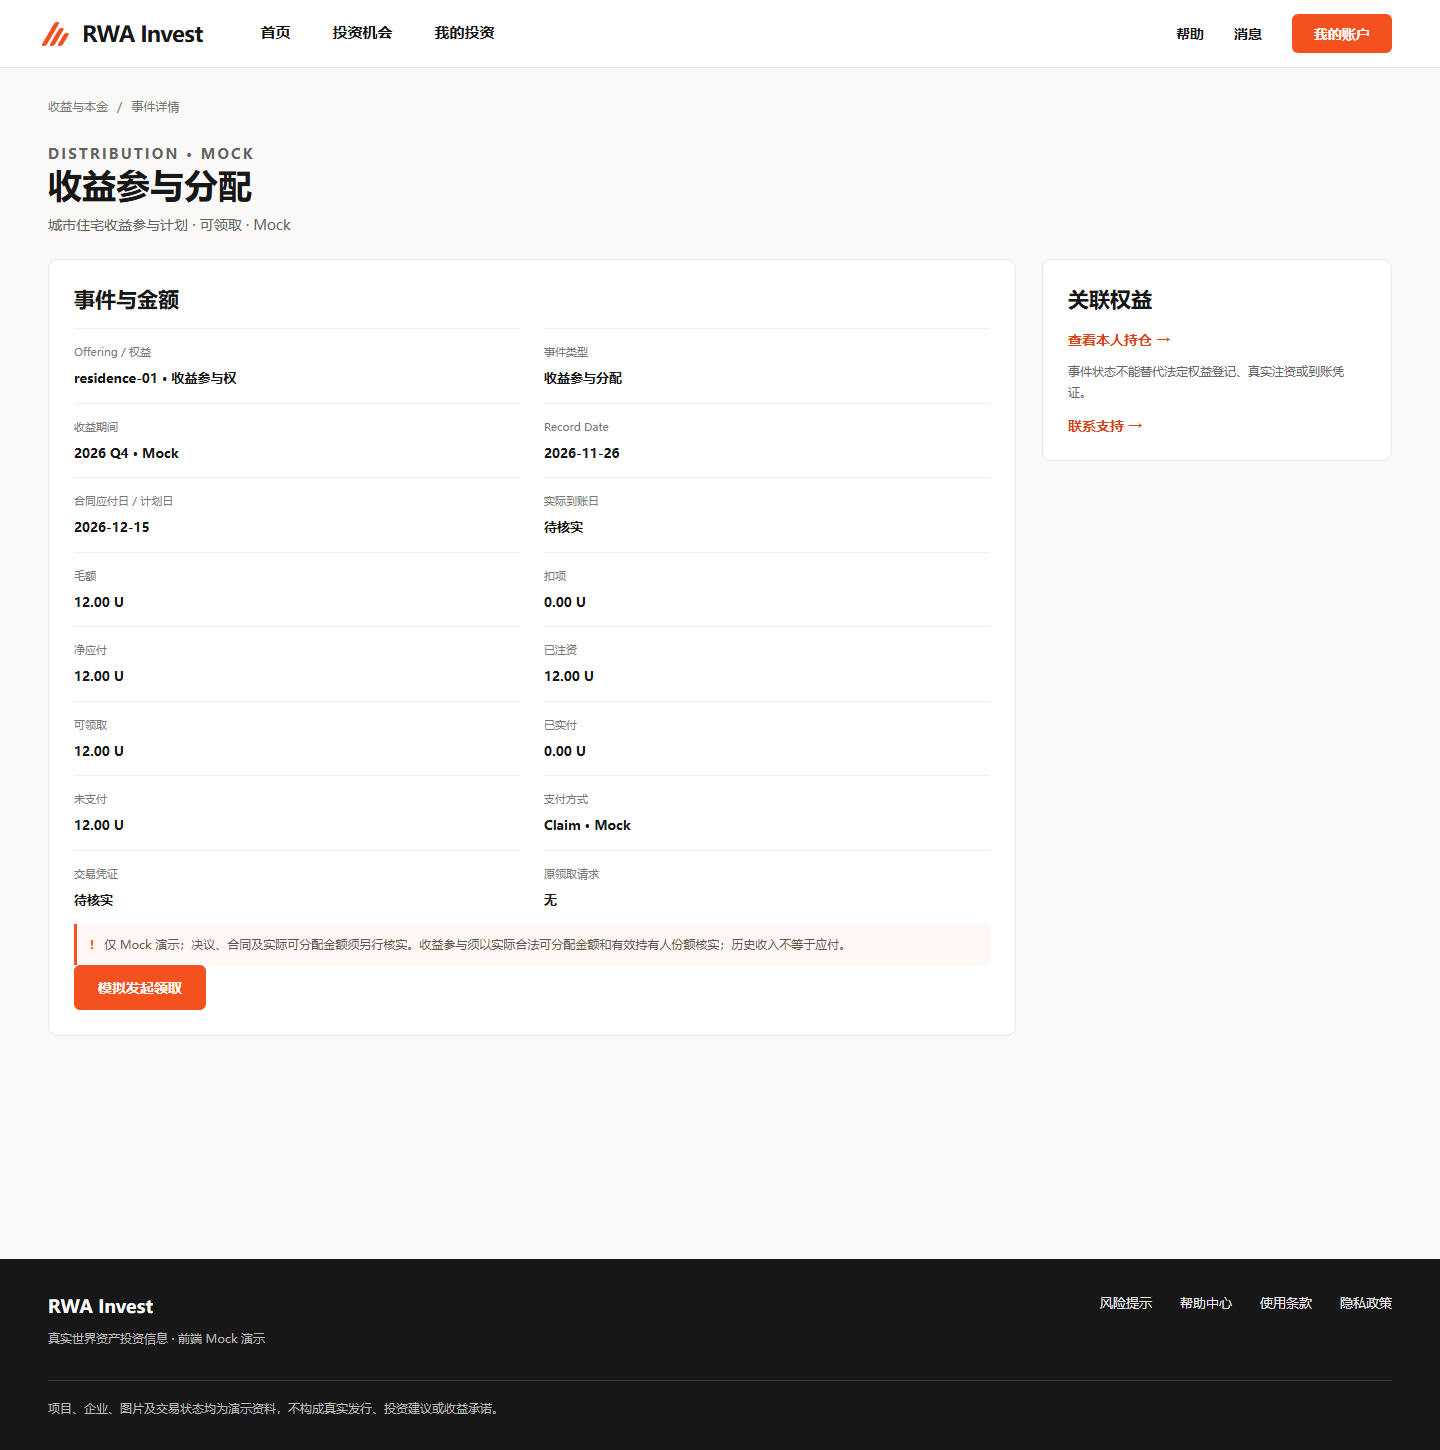 RWA Invest
首页
投资机会
我的投资
帮助
消息
我的账户
收益与本金 / 事件详情
DISTRIBUTION • MOCK
收益参与分配
城市住宅收益参与计划 · 可领取 · Mock
事件与金额
Offering / 权益
residence-01 • 收益参与权
事件类型
收益参与分配
收益期间
2026 Q4 • Mock
Record Date
2026-11-26
合同应付日 / 计划日
2026-12-15
实际到账日
待核实
毛额
12.00 U
扣项
0.00 U
净应付
12.00 U
已注资
12.00 U
可领取
12.00 U
已实付
0.00 U
未支付
12.00 U
支付方式
Claim • Mock
交易凭证
待核实
原领取请求
无
! 仅 Mock 演示；决议、合同及实际可分配金额须另行核实。收益参与须以实际合法可分配金额和有效持有人份额核实；历史收入不等于应付。
模拟发起领取
关联权益
查看本人持仓 →
事件状态不能替代法定权益登记、真实注资或到账凭
证。
联系支持 →
RWA Invest
真实世界资产投资信息 · 前端 Mock 演示
风险提示
帮助中心
使用条款
隐私政策
项目、企业、图片及交易状态均为演示资料，不构成真实发行、投资建议或收益承诺。